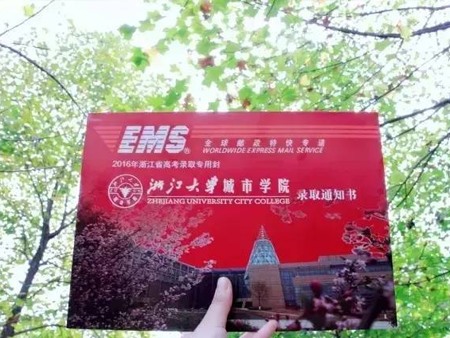 EMS
全球邮政特快专递
WORLDWIDE EXPRESS MAIL SERVICE
2016年浙江省高考录取专用封
浙江大学城市学院 录取通知书
ZHEJIANG UNIVERSITY CITY COLLEGE